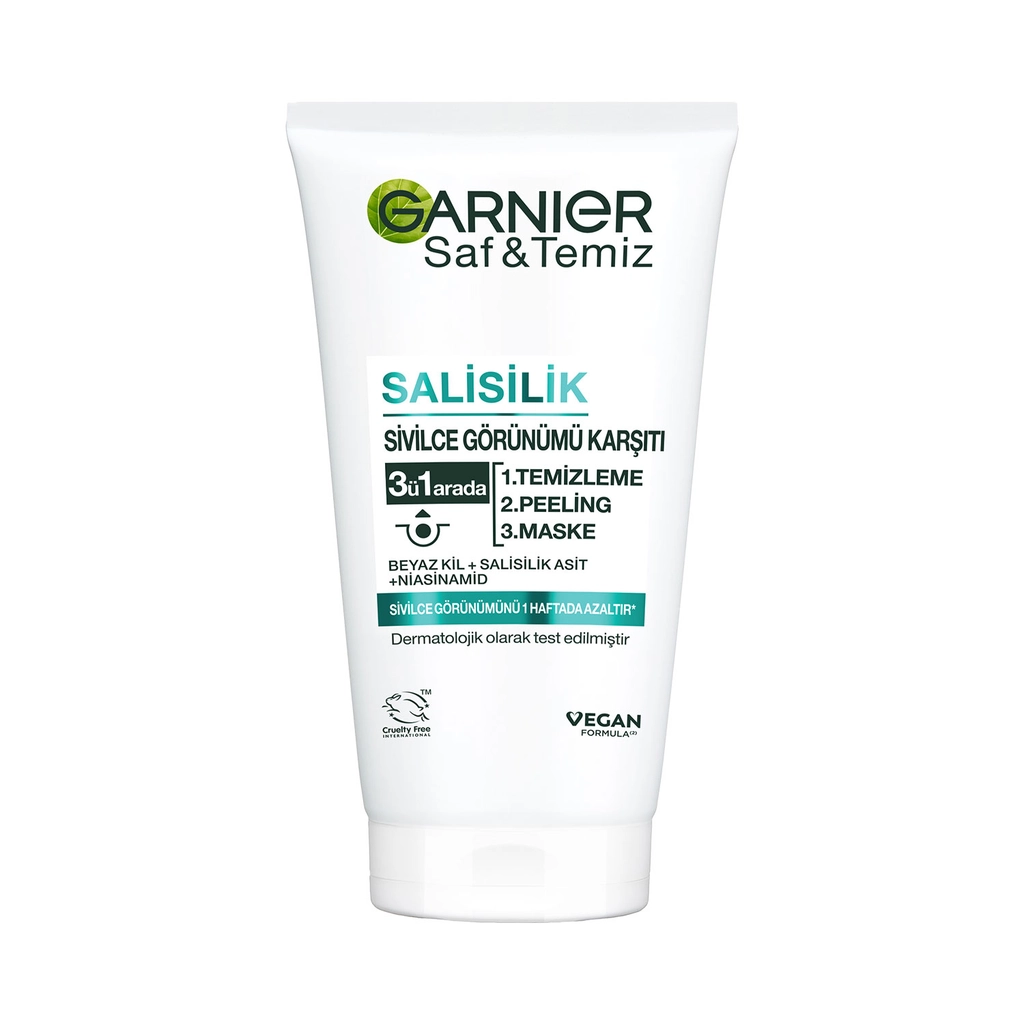 GARNIER
Saf & Temiz
SALİSİLİK
SİVİLCE GÖRÜNÜMÜ KARŞITI
3ü1 arada
1.TEMİZLEME
2.PEELİNG
3.MASKE
BEYAZ KİL + SALİSİLİK ASİT
+NİASİNAMİD
SİVİLCE GÖRÜNÜMÜNÜ 1 HAFTADA AZALTIR*
Dermatolojik olarak test edilmiştir
TM
Cruelty Free
INTERNATIONAL
VEGAN
FORMULA(2)